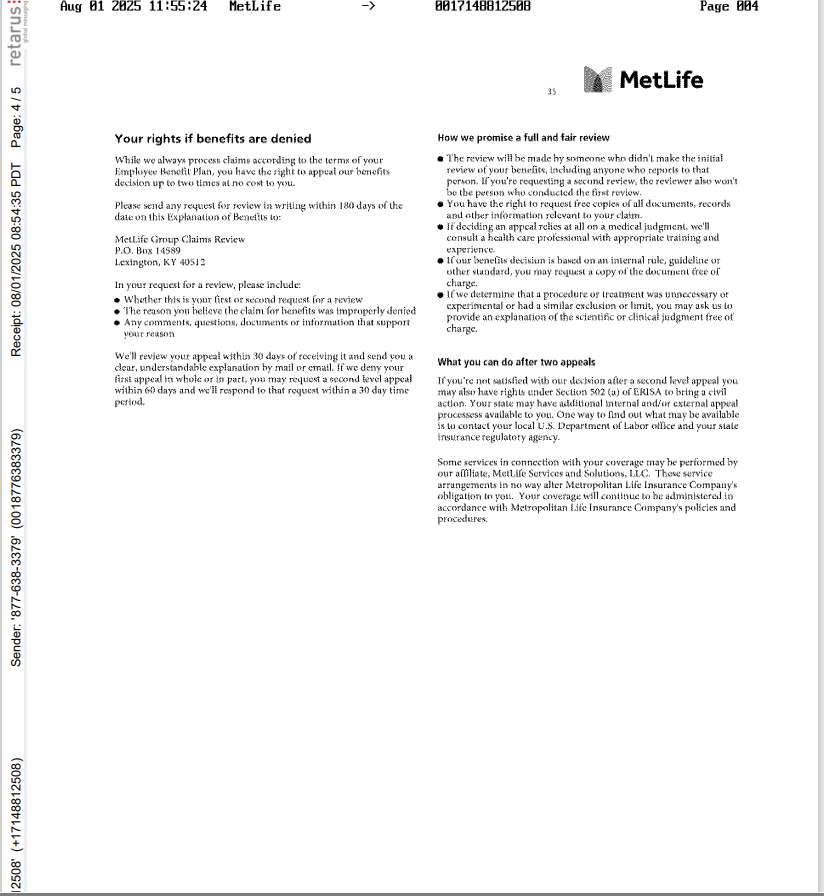 Aug 01 2025 11:55:24 MetLife -> 0017148812508 Page 004
retarus:
global messaging
Receipt: 08/01/2025 08:54:35 PDT Page: 4 / 5
Sender: '877-638-3379' (0018776383379)
12508' (+17148812508)
35
MetLife
Your rights if benefits are denied
While we always process claims according to the terms of your
Employee Benefit Plan, you have the right to appeal our benefits
decision up to two times at no cost to you.
Please send any request for review in writing within 180 days of the
date on this Explanation of Benefits to:
MetLife Group Claims Review
P.O. Box 14589
Lexington, KY 40512
In your request for a review, please include:
● Whether this is your first or second request for a review
● The reason you believe the claim for benefits was improperly denied
● Any comments, questions, documents or information that support
your reason
We'll review your appeal within 30 days of receiving it and send you a
clear, understandable explanation by mail or email. If we deny your
first appeal in whole or in part, you may request a second level appeal
within 60 days and we'll respond to that request within a 30 day time
period.
How we promise a full and fair review
● The review will be made by someone who didn't make the initial
review of your benefits, including anyone who reports to that
person. If you're requesting a second review, the reviewer also won't
be the person who conducted the first review.
● You have the right to request free copies of all documents, records
and other information relevant to your claim.
● If deciding an appeal relies at all on a medical judgment, we'll
consult a health care professional with appropriate training and
experience.
● If our benefits decision is based on an internal rule, guideline or
other standard, you may request a copy of the document free of
charge.
● If we determine that a procedure or treatment was unnecessary or
experimental or had a similar exclusion or limit, you may ask us to
provide an explanation of the scientific or clinical judgment free of
charge.
What you can do after two appeals
If you're not satisfied with our decision after a second level appeal you
may also have rights under Section 502 (a) of ERISA to bring a civil
action. Your state may have additional internal and/or external appeal
processess available to you. One way to find out what may be available
is to contact your local U.S. Department of Labor office and your state
insurance regulatory agency.
Some services in connection with your coverage may be performed by
our affiliate, MetLife Services and Solutions, LLC. These service
arrangements in no way alter Metropolitan Life Insurance Company's
obligation to you. Your coverage will continue to be administered in
accordance with Metropolitan Life Insurance Company's policies and
procedures.